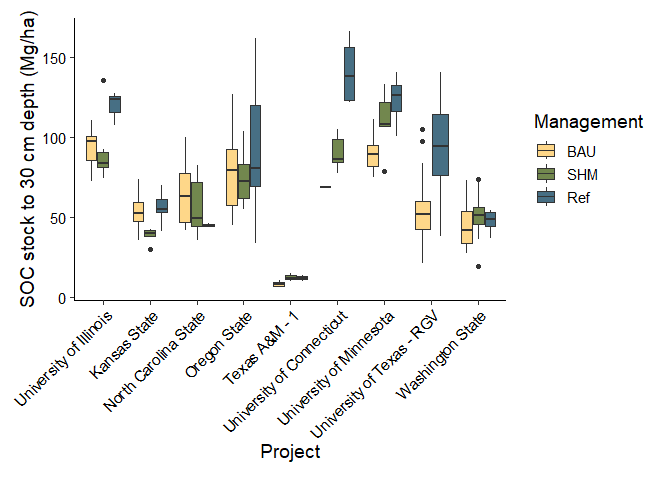 SOC stock to 30 cm depth (Mg/ha)
150
100
50
0
University of Illinois
Kansas State
North Carolina State
Oregon State
Texas A&M - 1
University of Connecticut
University of Minnesota
University of Texas - RGV
Washington State
Project
Management
BAU
SHM
Ref